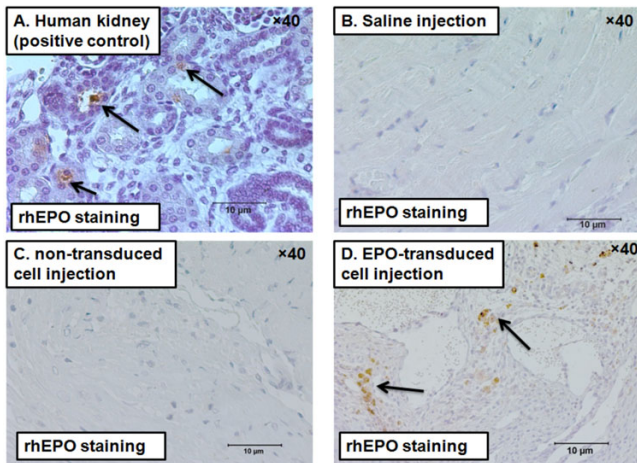 A. Human kidney
(positive control)
×40
rhEPO staining
10 µm
B. Saline injection
×40
rhEPO staining
10 µm
C. non-transduced
cell injection
×40
rhEPO staining
10 µm
D. EPO-transduced
cell injection
×40
rhEPO staining
10 µm